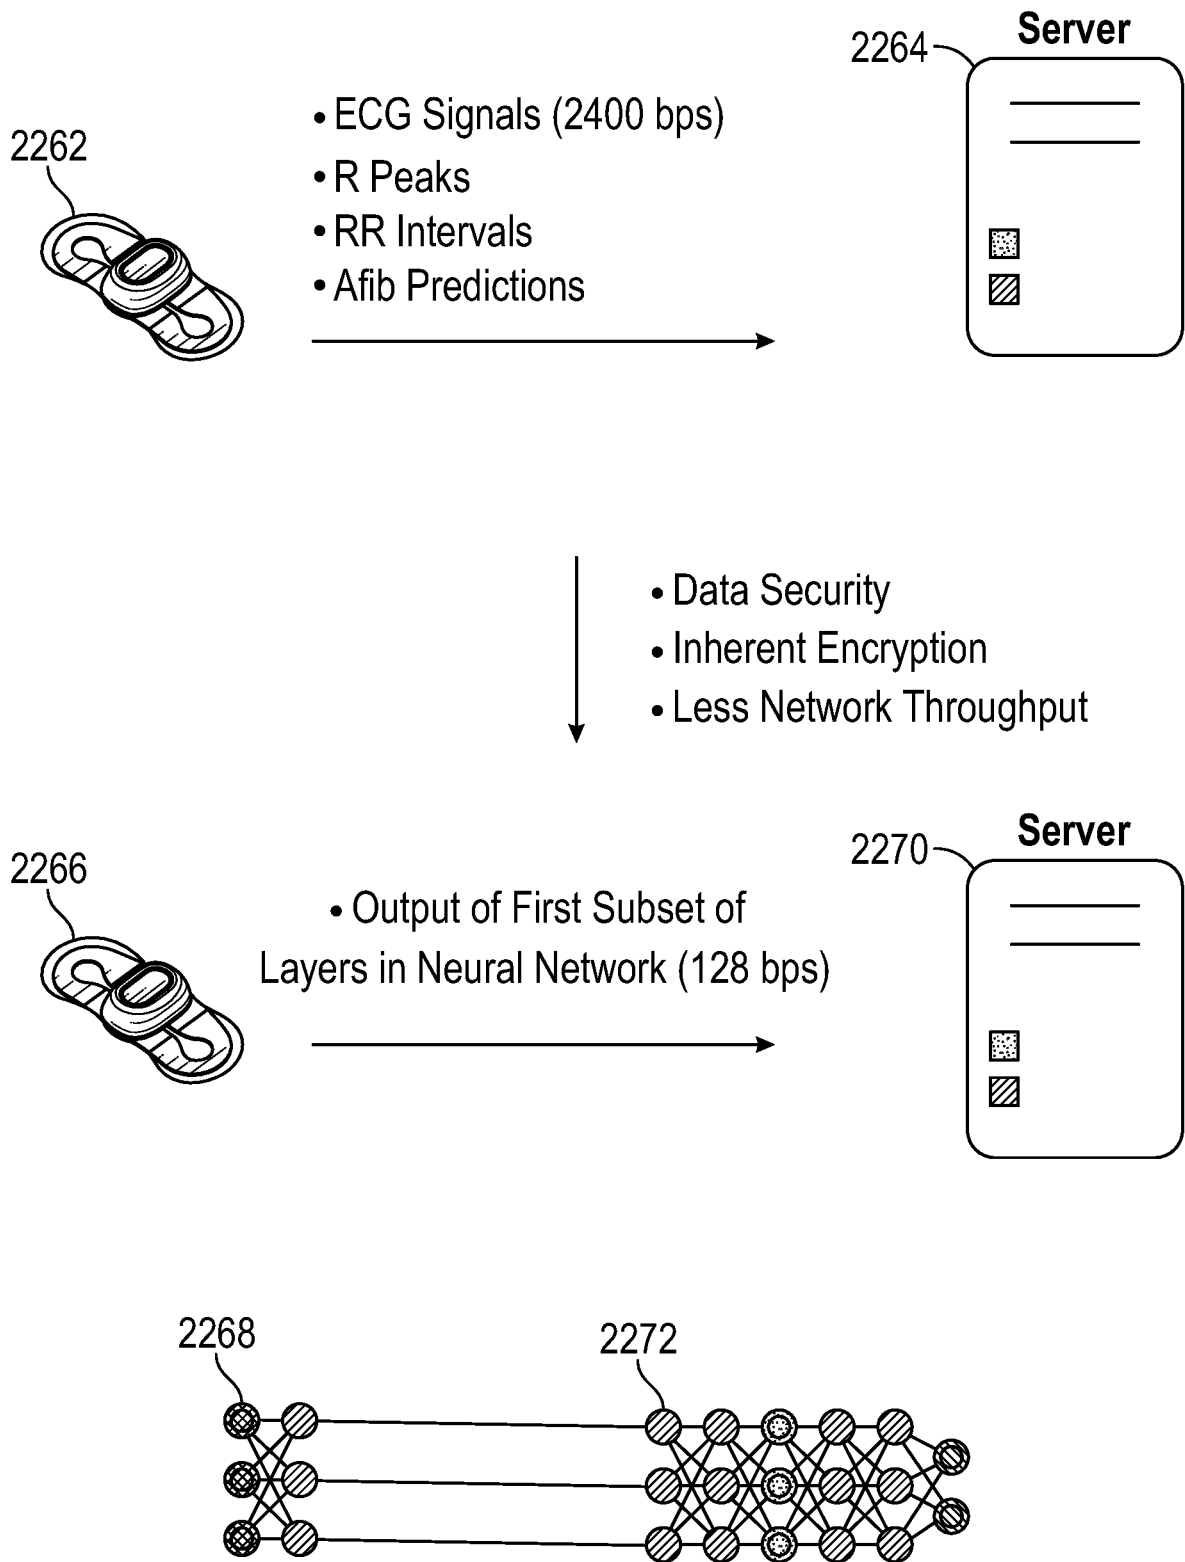 Server
2264
• ECG Signals (2400 bps)
2262
• R Peaks
• RR Intervals
• Afib Predictions
• Data Security
• Inherent Encryption
• Less Network Throughput
Server
2270
2266
• Output of First Subset of
Layers in Neural Network (128 bps)
2268
2272